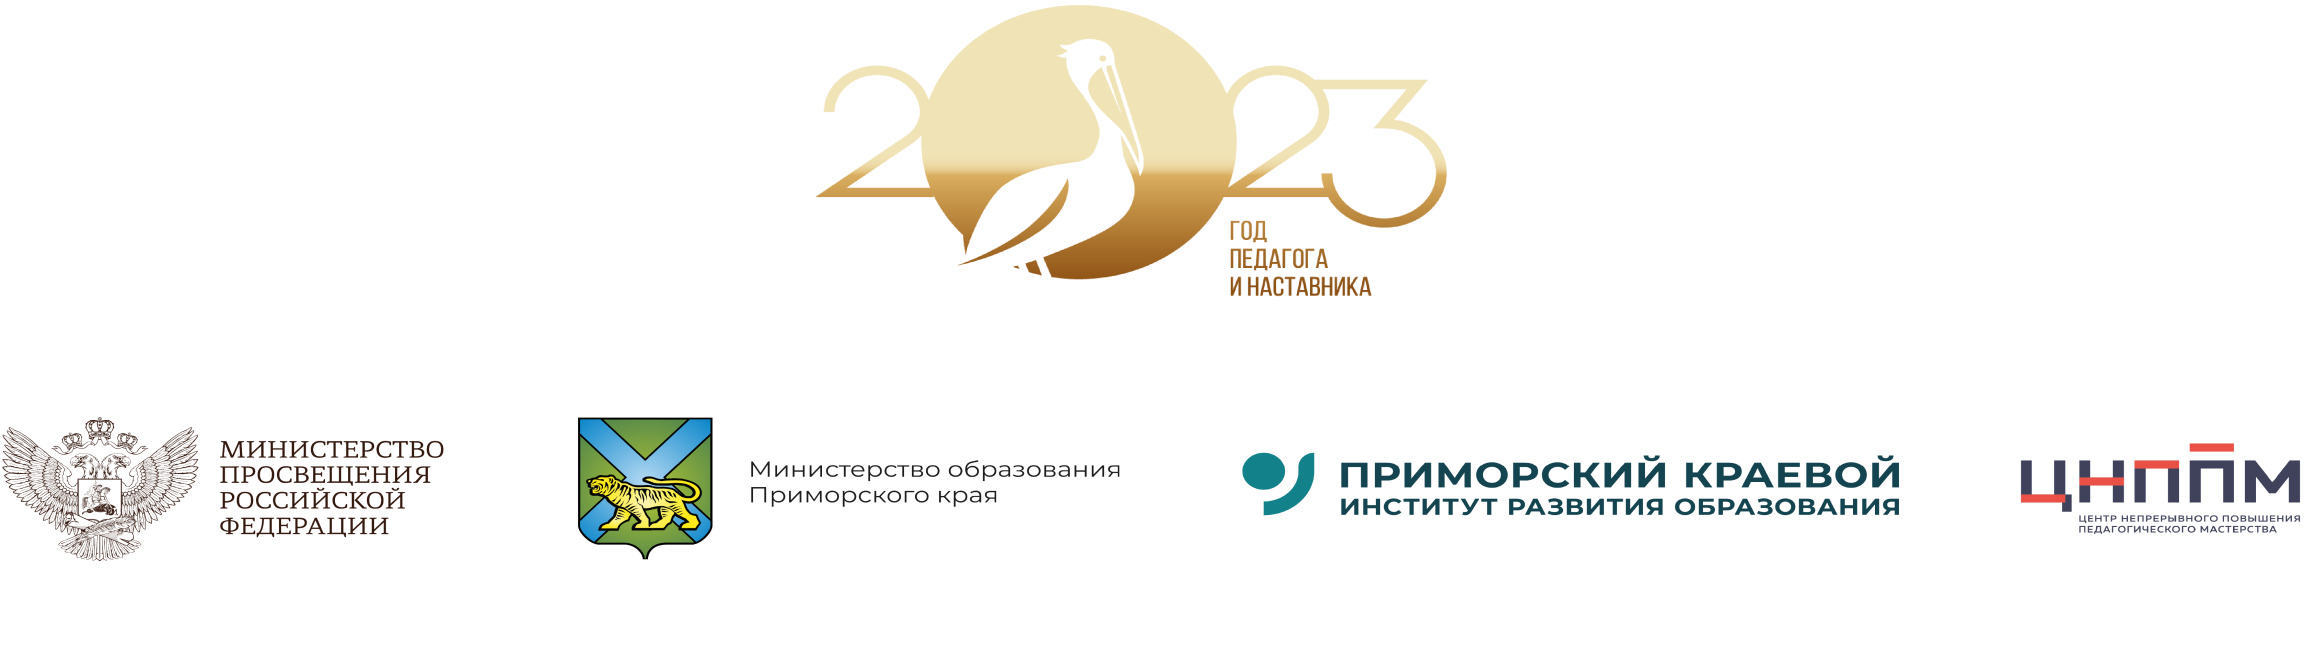 2023
ГОД
ПЕДАГОГА
И НАСТАВНИКА
МИНИСТЕРСТВО
ПРОСВЕЩЕНИЯ
РОССИЙСКОЙ
ФЕДЕРАЦИИ
Министерство образования
Приморского края
ПРИМОРСКИЙ КРАЕВОЙ
ИНСТИТУТ РАЗВИТИЯ ОБРАЗОВАНИЯ
ЦНППМ
ЦЕНТР НЕПРЕРЫВНОГО ПОВЫШЕНИЯ
ПЕДАГОГИЧЕСКОГО МАСТЕРСТВА